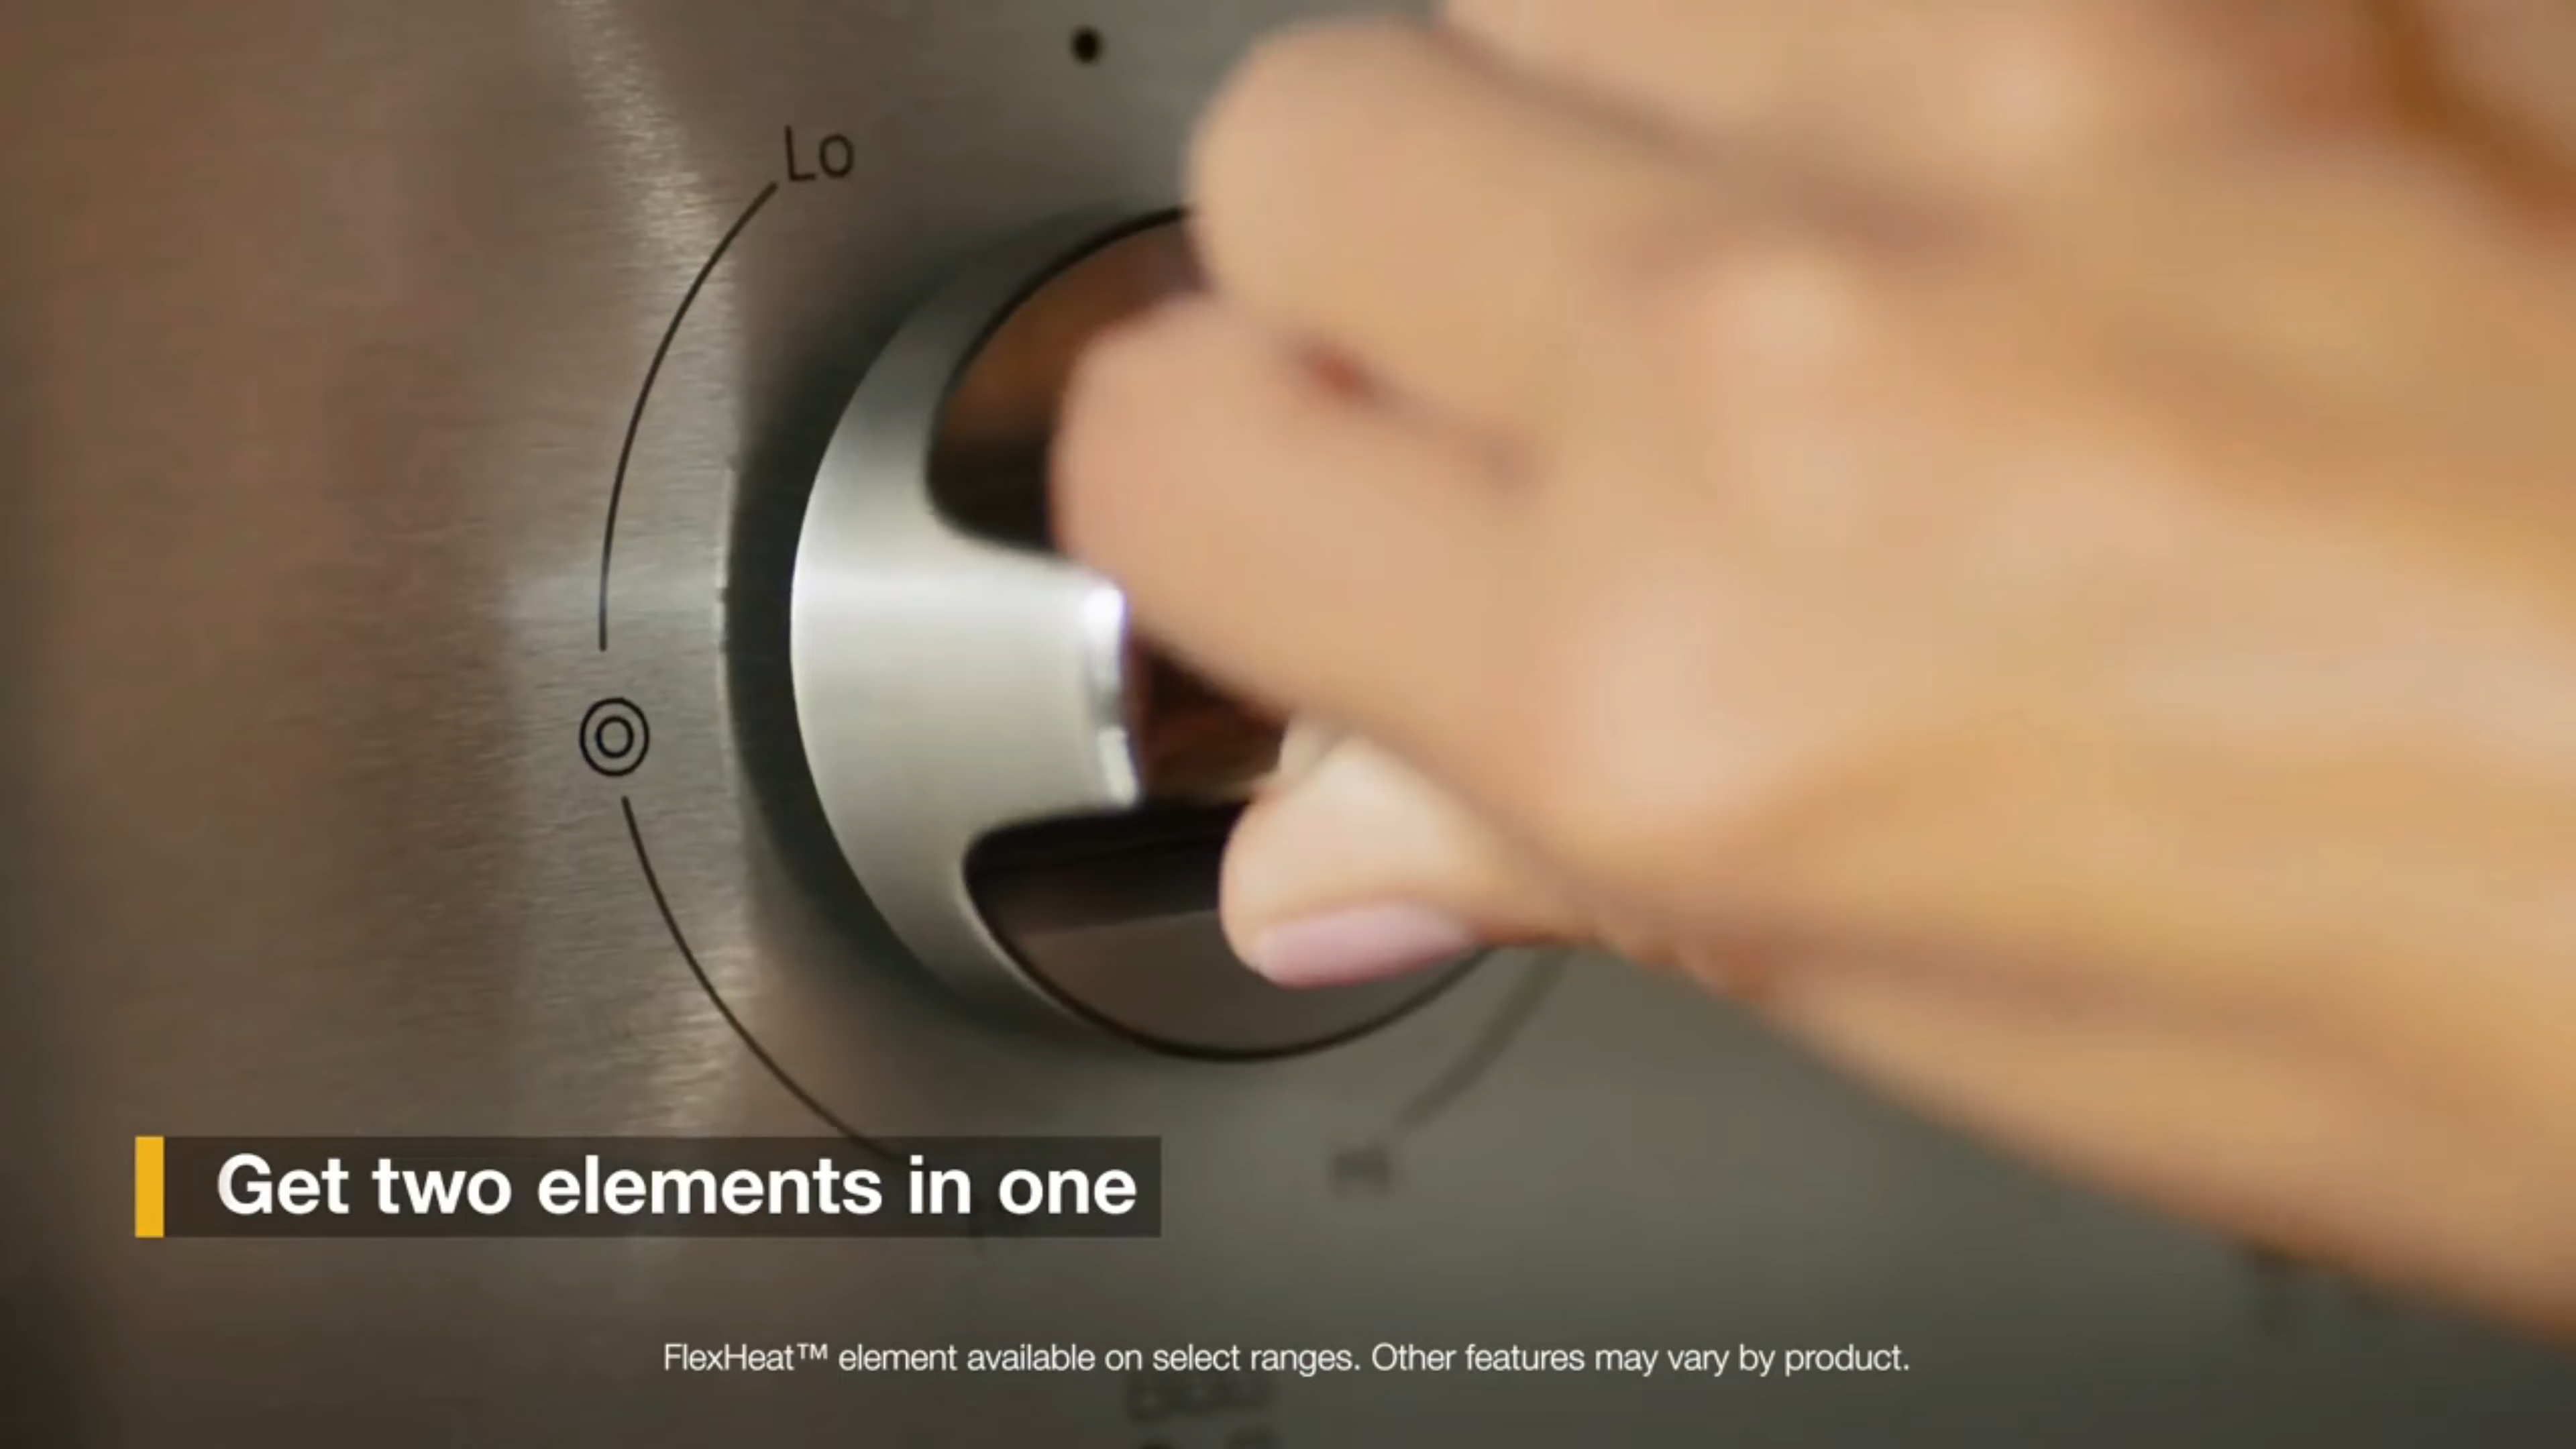 Lo
Get two elements in one
FlexHeat™ element available on select ranges. Other features may vary by product.